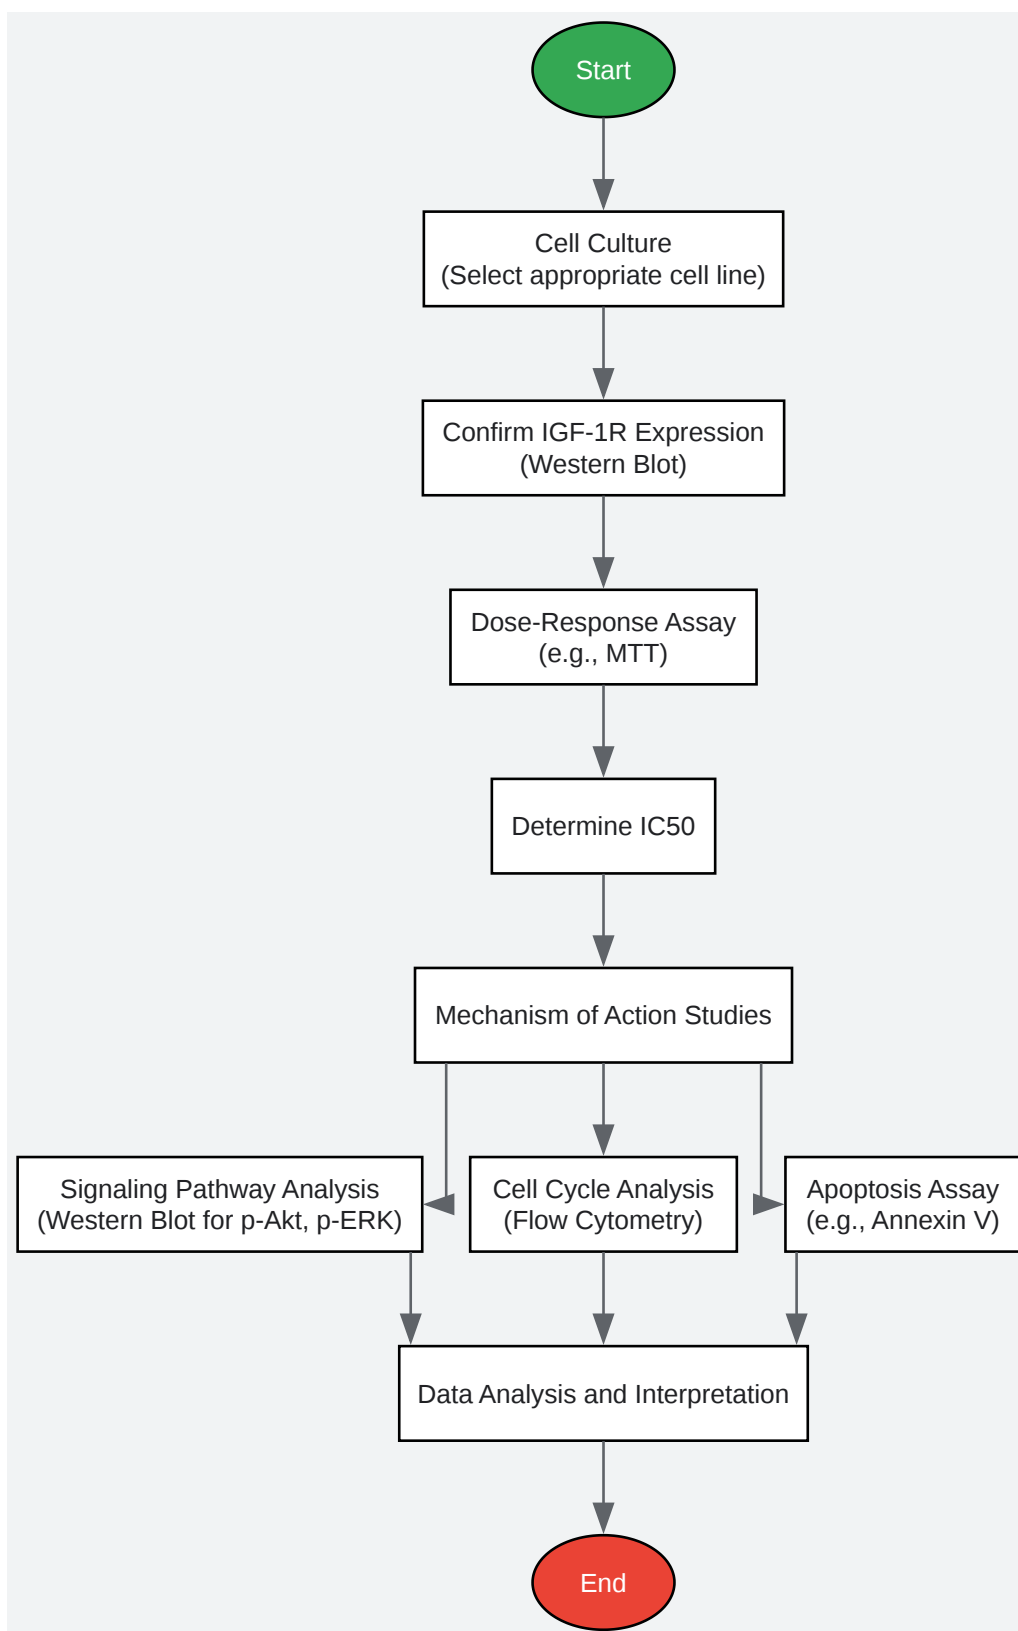 Start
Cell Culture
(Select appropriate cell line)
Confirm IGF-1R Expression
(Western Blot)
Dose-Response Assay
(e.g., MTT)
Determine IC50
Mechanism of Action Studies
Signaling Pathway Analysis
(Western Blot for p-Akt, p-ERK)
Cell Cycle Analysis
(Flow Cytometry)
Apoptosis Assay
(e.g., Annexin V)
Data Analysis and Interpretation
End